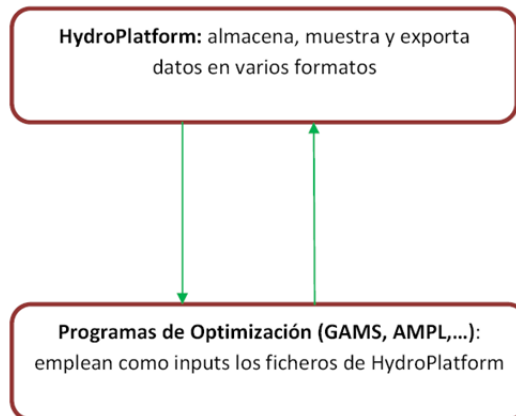 HydroPlatform: almacena, muestra y exporta
datos en varios formatos
Programas de Optimización (GAMS, AMPL,...):
emplean como inputs los ficheros de HydroPlatform